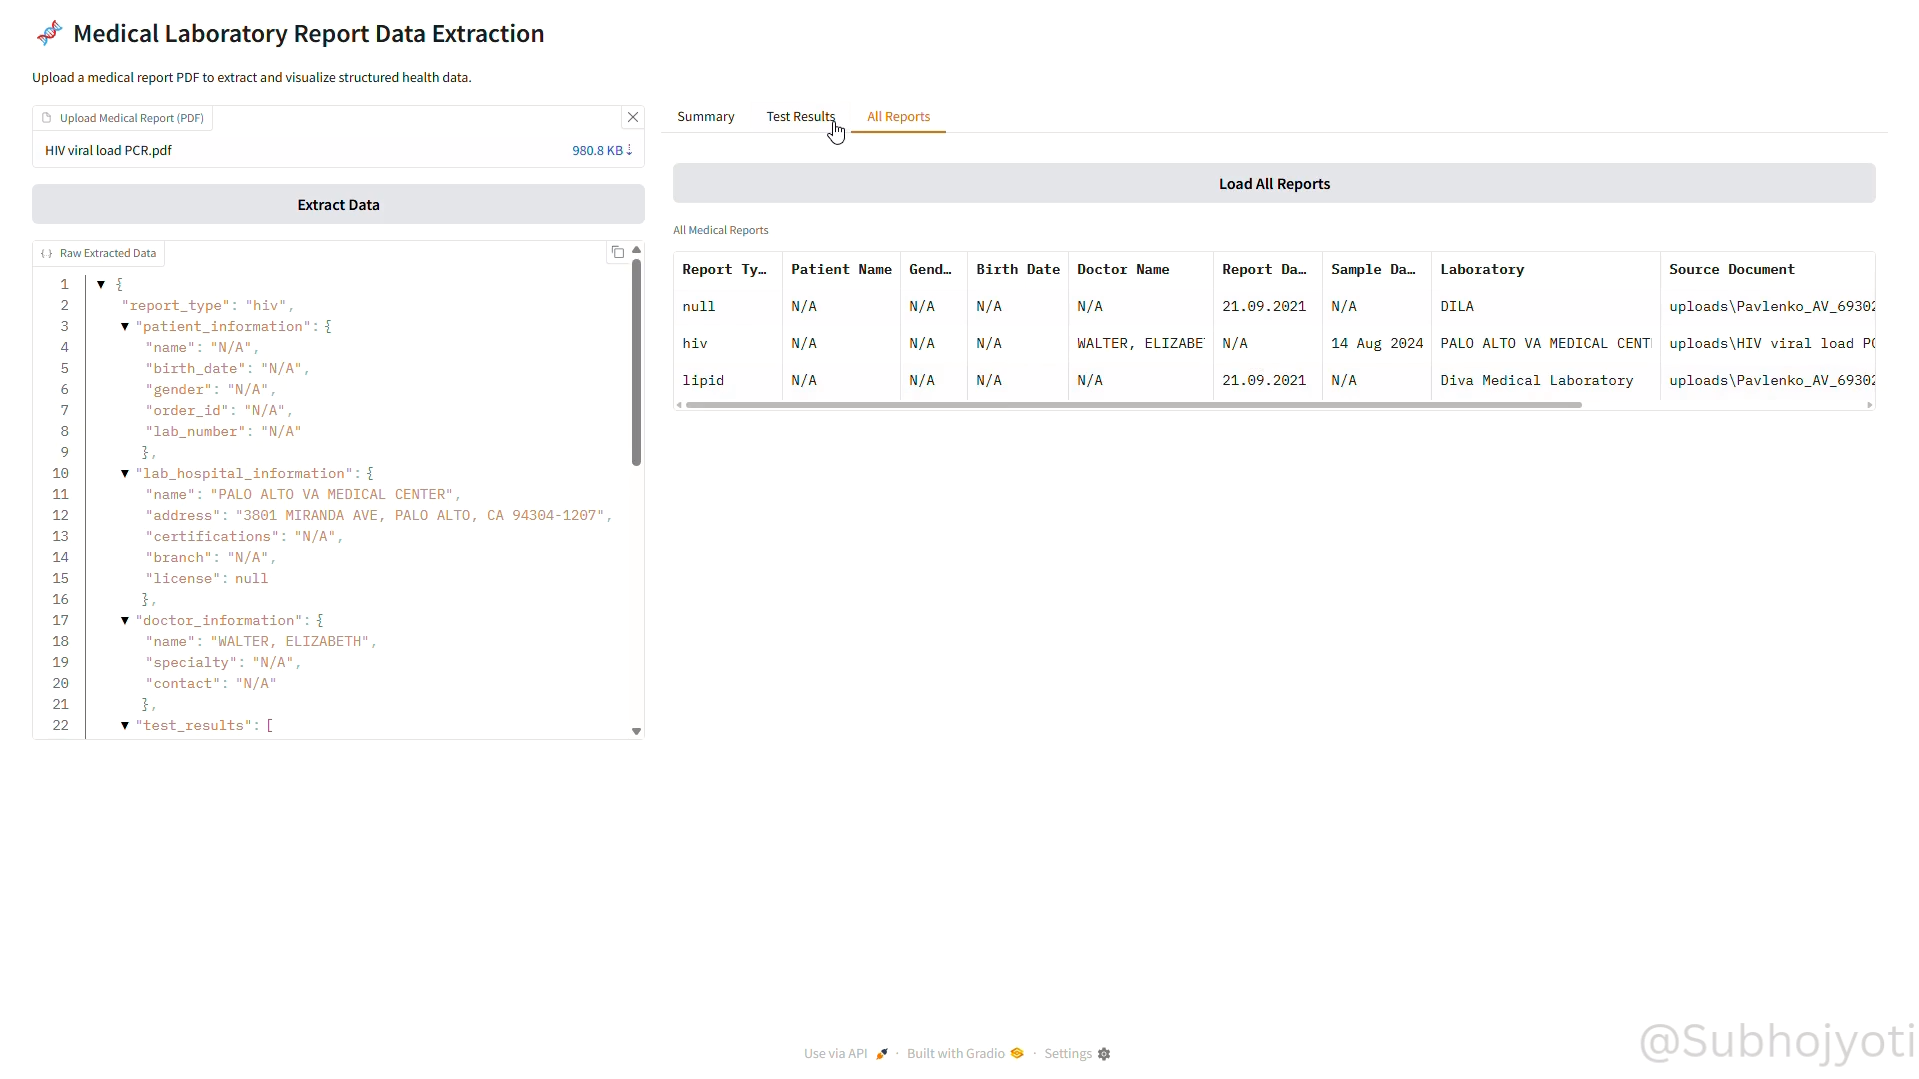 Medical Laboratory Report Data Extraction
Upload a medical report PDF to extract and visualize structured health data.
Upload Medical Report (PDF)
HIV viral load PCR.pdf 980.8 KB ↓
Extract Data
{ } Raw Extracted Data
1 ▼ {
2 "report_type": "hiv",
3 ▼ "patient_information": {
4 "name": "N/A",
5 "birth_date": "N/A",
6 "gender": "N/A",
7 "order_id": "N/A",
8 "lab_number": "N/A"
9 },
10 ▼ "lab_hospital_information": {
11 "name": "PALO ALTO VA MEDICAL CENTER",
12 "address": "3801 MIRANDA AVE, PALO ALTO, CA 94304-1207",
13 "certifications": "N/A",
14 "branch": "N/A",
15 "license": null
16 },
17 ▼ "doctor_information": {
18 "name": "WALTER, ELIZABETH",
19 "specialty": "N/A",
20 "contact": "N/A"
21 },
22 ▼ "test_results": [
Summary Test Results All Reports
Load All Reports
All Medical Reports
Report Ty… Patient Name Gend… Birth Date Doctor Name Report Da… Sample Da… Laboratory Source Document
null N/A N/A N/A N/A 21.09.2021 N/A DILA uploads\Pavlenko_AV_69302
hiv N/A N/A N/A WALTER, ELIZABE N/A 14 Aug 2024 PALO ALTO VA MEDICAL CENT uploads\HIV viral load PC
lipid N/A N/A N/A N/A 21.09.2021 N/A Diva Medical Laboratory uploads\Pavlenko_AV_69302
Use via API · Built with Gradio · Settings
@Subhojyoti